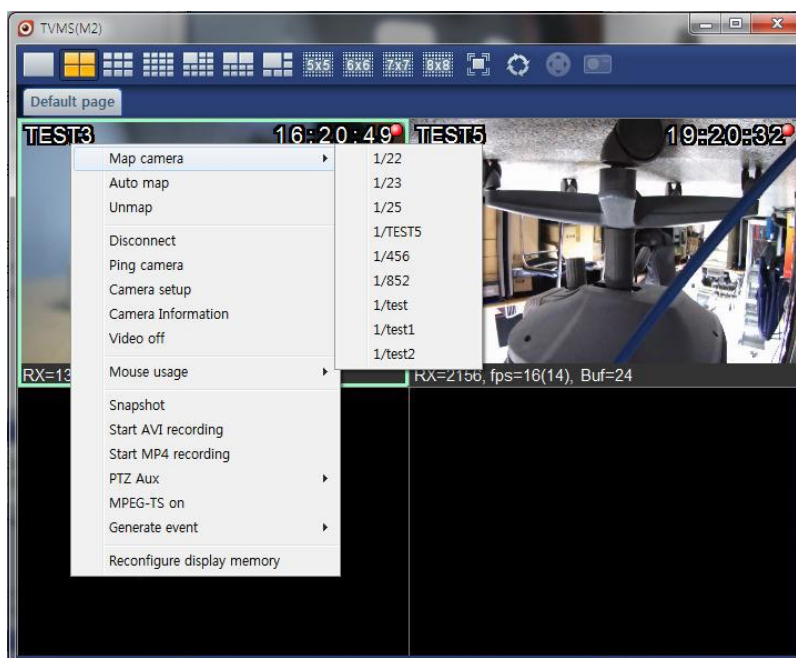 TVMS(M2)
5x5 6x6 7x7 8x8
Default page
TEST3 16:20:49
TEST5 19:20:32
Map camera
Auto map
Unmap
Disconnect
Ping camera
Camera setup
Camera Information
Video off
Mouse usage
Snapshot
Start AVI recording
Start MP4 recording
PTZ Aux
MPEG-TS on
Generate event
Reconfigure display memory
1/22
1/23
1/25
1/TEST5
1/456
1/852
1/test
1/test1
1/test2
RX=13
RX=2156, fps=16(14), Buf=24